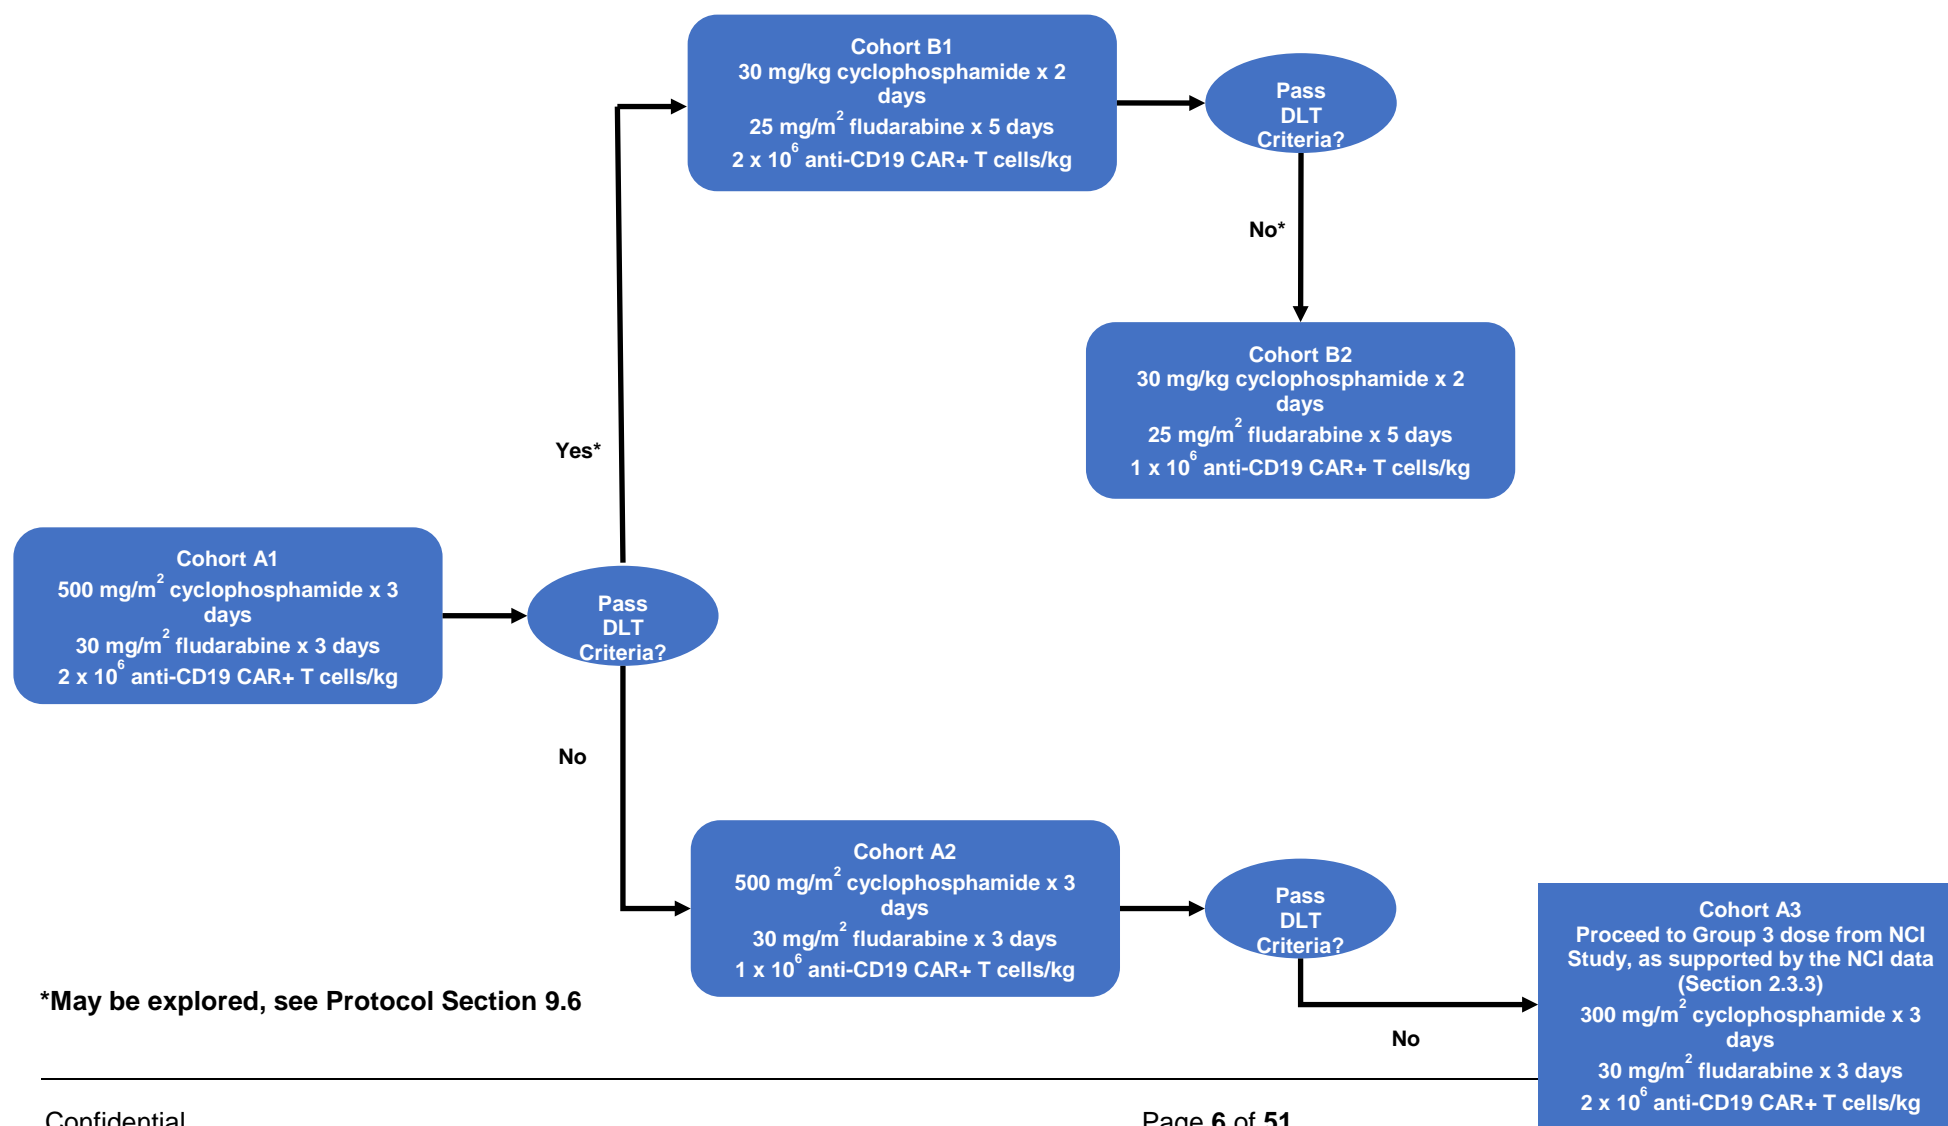 Cohort B1
30 mg/kg cyclophosphamide x 2
days
25 mg/m² fludarabine x 5 days
2 x 10⁶ anti-CD19 CAR+ T cells/kg
Pass
DLT
Criteria?
No*
Cohort B2
30 mg/kg cyclophosphamide x 2
days
25 mg/m² fludarabine x 5 days
1 x 10⁶ anti-CD19 CAR+ T cells/kg
Yes*
Cohort A1
500 mg/m² cyclophosphamide x 3
days
30 mg/m² fludarabine x 3 days
2 x 10⁶ anti-CD19 CAR+ T cells/kg
Pass
DLT
Criteria?
No
Cohort A2
500 mg/m² cyclophosphamide x 3
days
30 mg/m² fludarabine x 3 days
1 x 10⁶ anti-CD19 CAR+ T cells/kg
Pass
DLT
Criteria?
No
Cohort A3
Proceed to Group 3 dose from NCI
Study, as supported by the NCI data
(Section 2.3.3)
300 mg/m² cyclophosphamide x 3
days
30 mg/m² fludarabine x 3 days
2 x 10⁶ anti-CD19 CAR+ T cells/kg
*May be explored, see Protocol Section 9.6
Confidential
Page 6 of 51